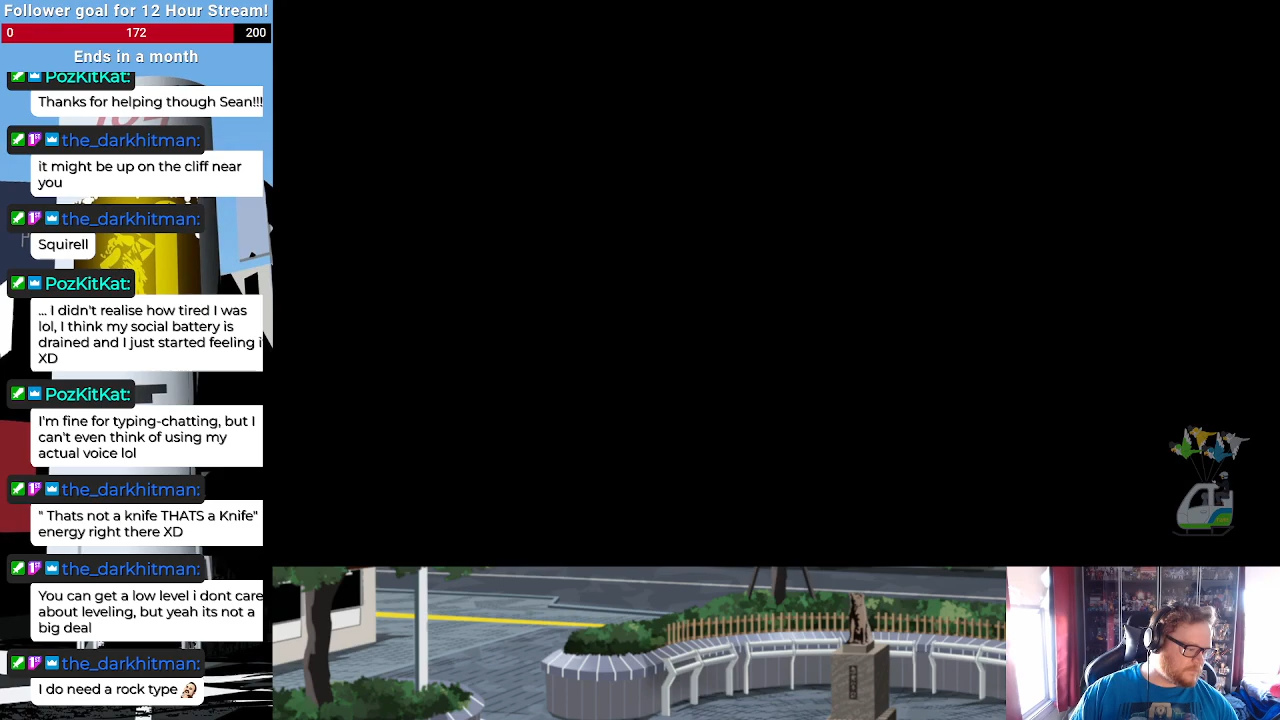 Follower goal for 12 Hour Stream!
0 172 200
Ends in a month
PozKitKat:
Thanks for helping though Sean!!!
the_darkhitman:
it might be up on the cliff near
you
the_darkhitman:
Squirell
PozKitKat:
... I didn't realise how tired I was
lol, I think my social battery is
drained and I just started feeling i
XD
PozKitKat:
I'm fine for typing-chatting, but I
can't even think of using my
actual voice lol
the_darkhitman:
" Thats not a knife THATS a Knife"
energy right there XD
the_darkhitman:
You can get a low level i dont care
about leveling, but yeah its not a
big deal
the_darkhitman:
I do need a rock type